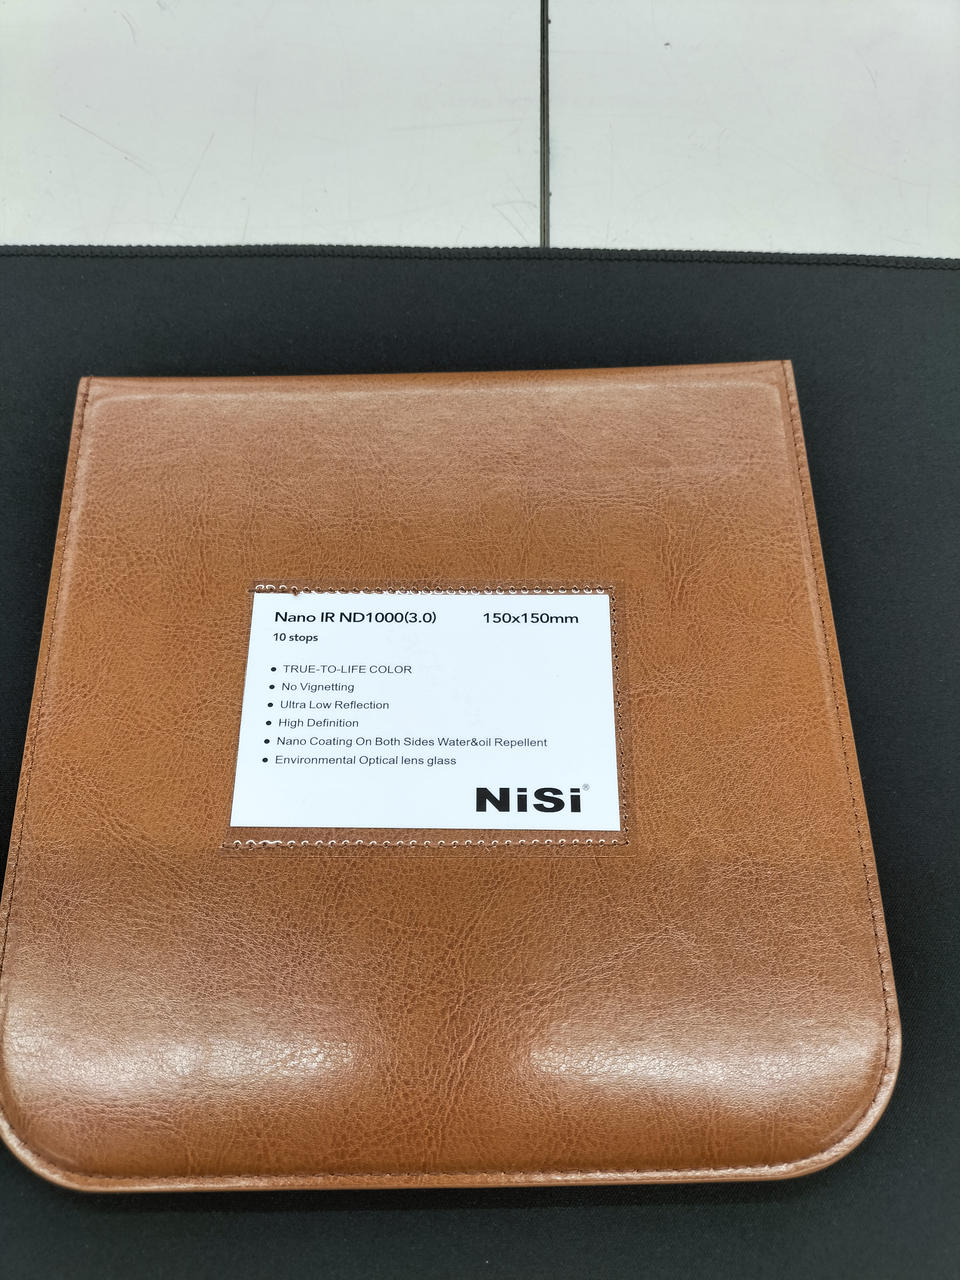 Nano IR ND1000(3.0) 150x150mm
10 stops
• TRUE-TO-LIFE COLOR
• No Vignetting
• Ultra Low Reflection
• High Definition
• Nano Coating On Both Sides Water&oil Repellent
• Environmental Optical lens glass
NiSi®